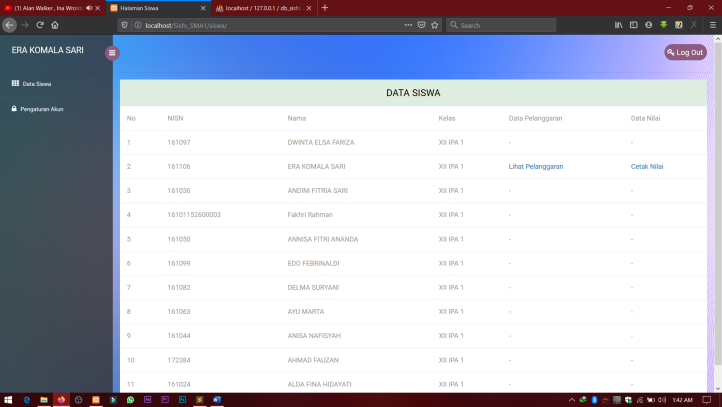 (1) Alan Walker , Ina Wrold
Halaman Siswa
localhost / 127.0.0.1 / db_sisfo
localhost/Sisfo_SMA1/siswa/
Search
ERA KOMALA SARI
Log Out
Data Siswa
Pengaturan Akun
DATA SISWA
No NISN Nama Kelas Data Pelanggaran Data Nilai
1 161097 DWINTA ELSA FARIZA XII IPA 1 - -
2 161106 ERA KOMALA SARI XII IPA 1 Lihat Pelanggaran Cetak Nilai
3 161036 ANDINI FITRIA SARI XII IPA 1 - -
4 16101152600003 Fakhri Rahman XII IPA 1 - -
5 161050 ANNISA FITRI ANANDA XII IPA 1 - -
6 161099 EDO FEBRINALDI XII IPA 1 - -
7 161082 DELMA SURYANI XII IPA 1 - -
8 161063 AYU MARTA XII IPA 1 - -
9 161044 ANISA NAFISYAH XII IPA 1 - -
10 172384 AHMAD FAUZAN XII IPA 1 - -
11 161024 ALDA FINA HIDAYATI XII IPA 1 - -
1:42 AM